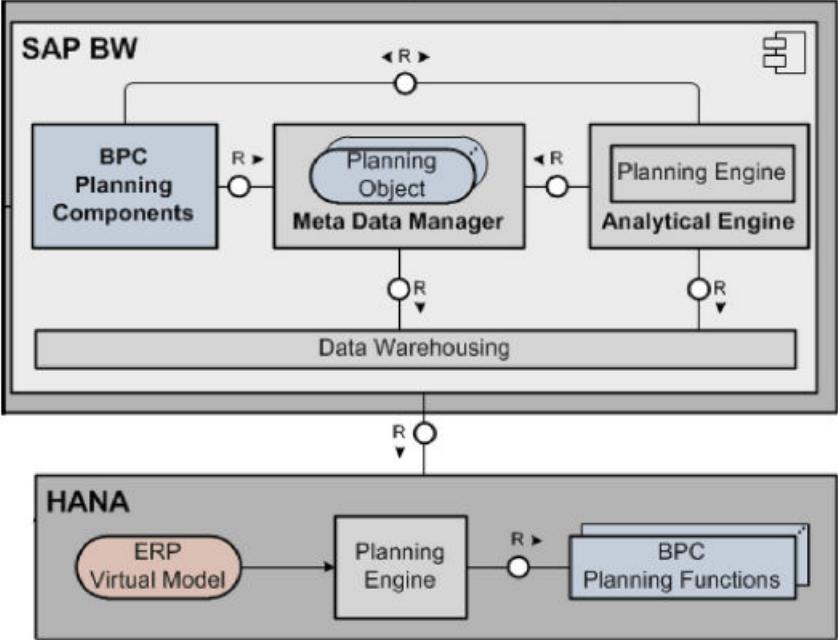 SAP BW
◄ R ►
BPC
Planning
Components
R ►
Planning
Object
Meta Data Manager
◄ R
Planning Engine
Analytical Engine
R
▼
R
▼
Data Warehousing
R
▼
HANA
ERP
Virtual Model
Planning
Engine
R ►
BPC
Planning Functions